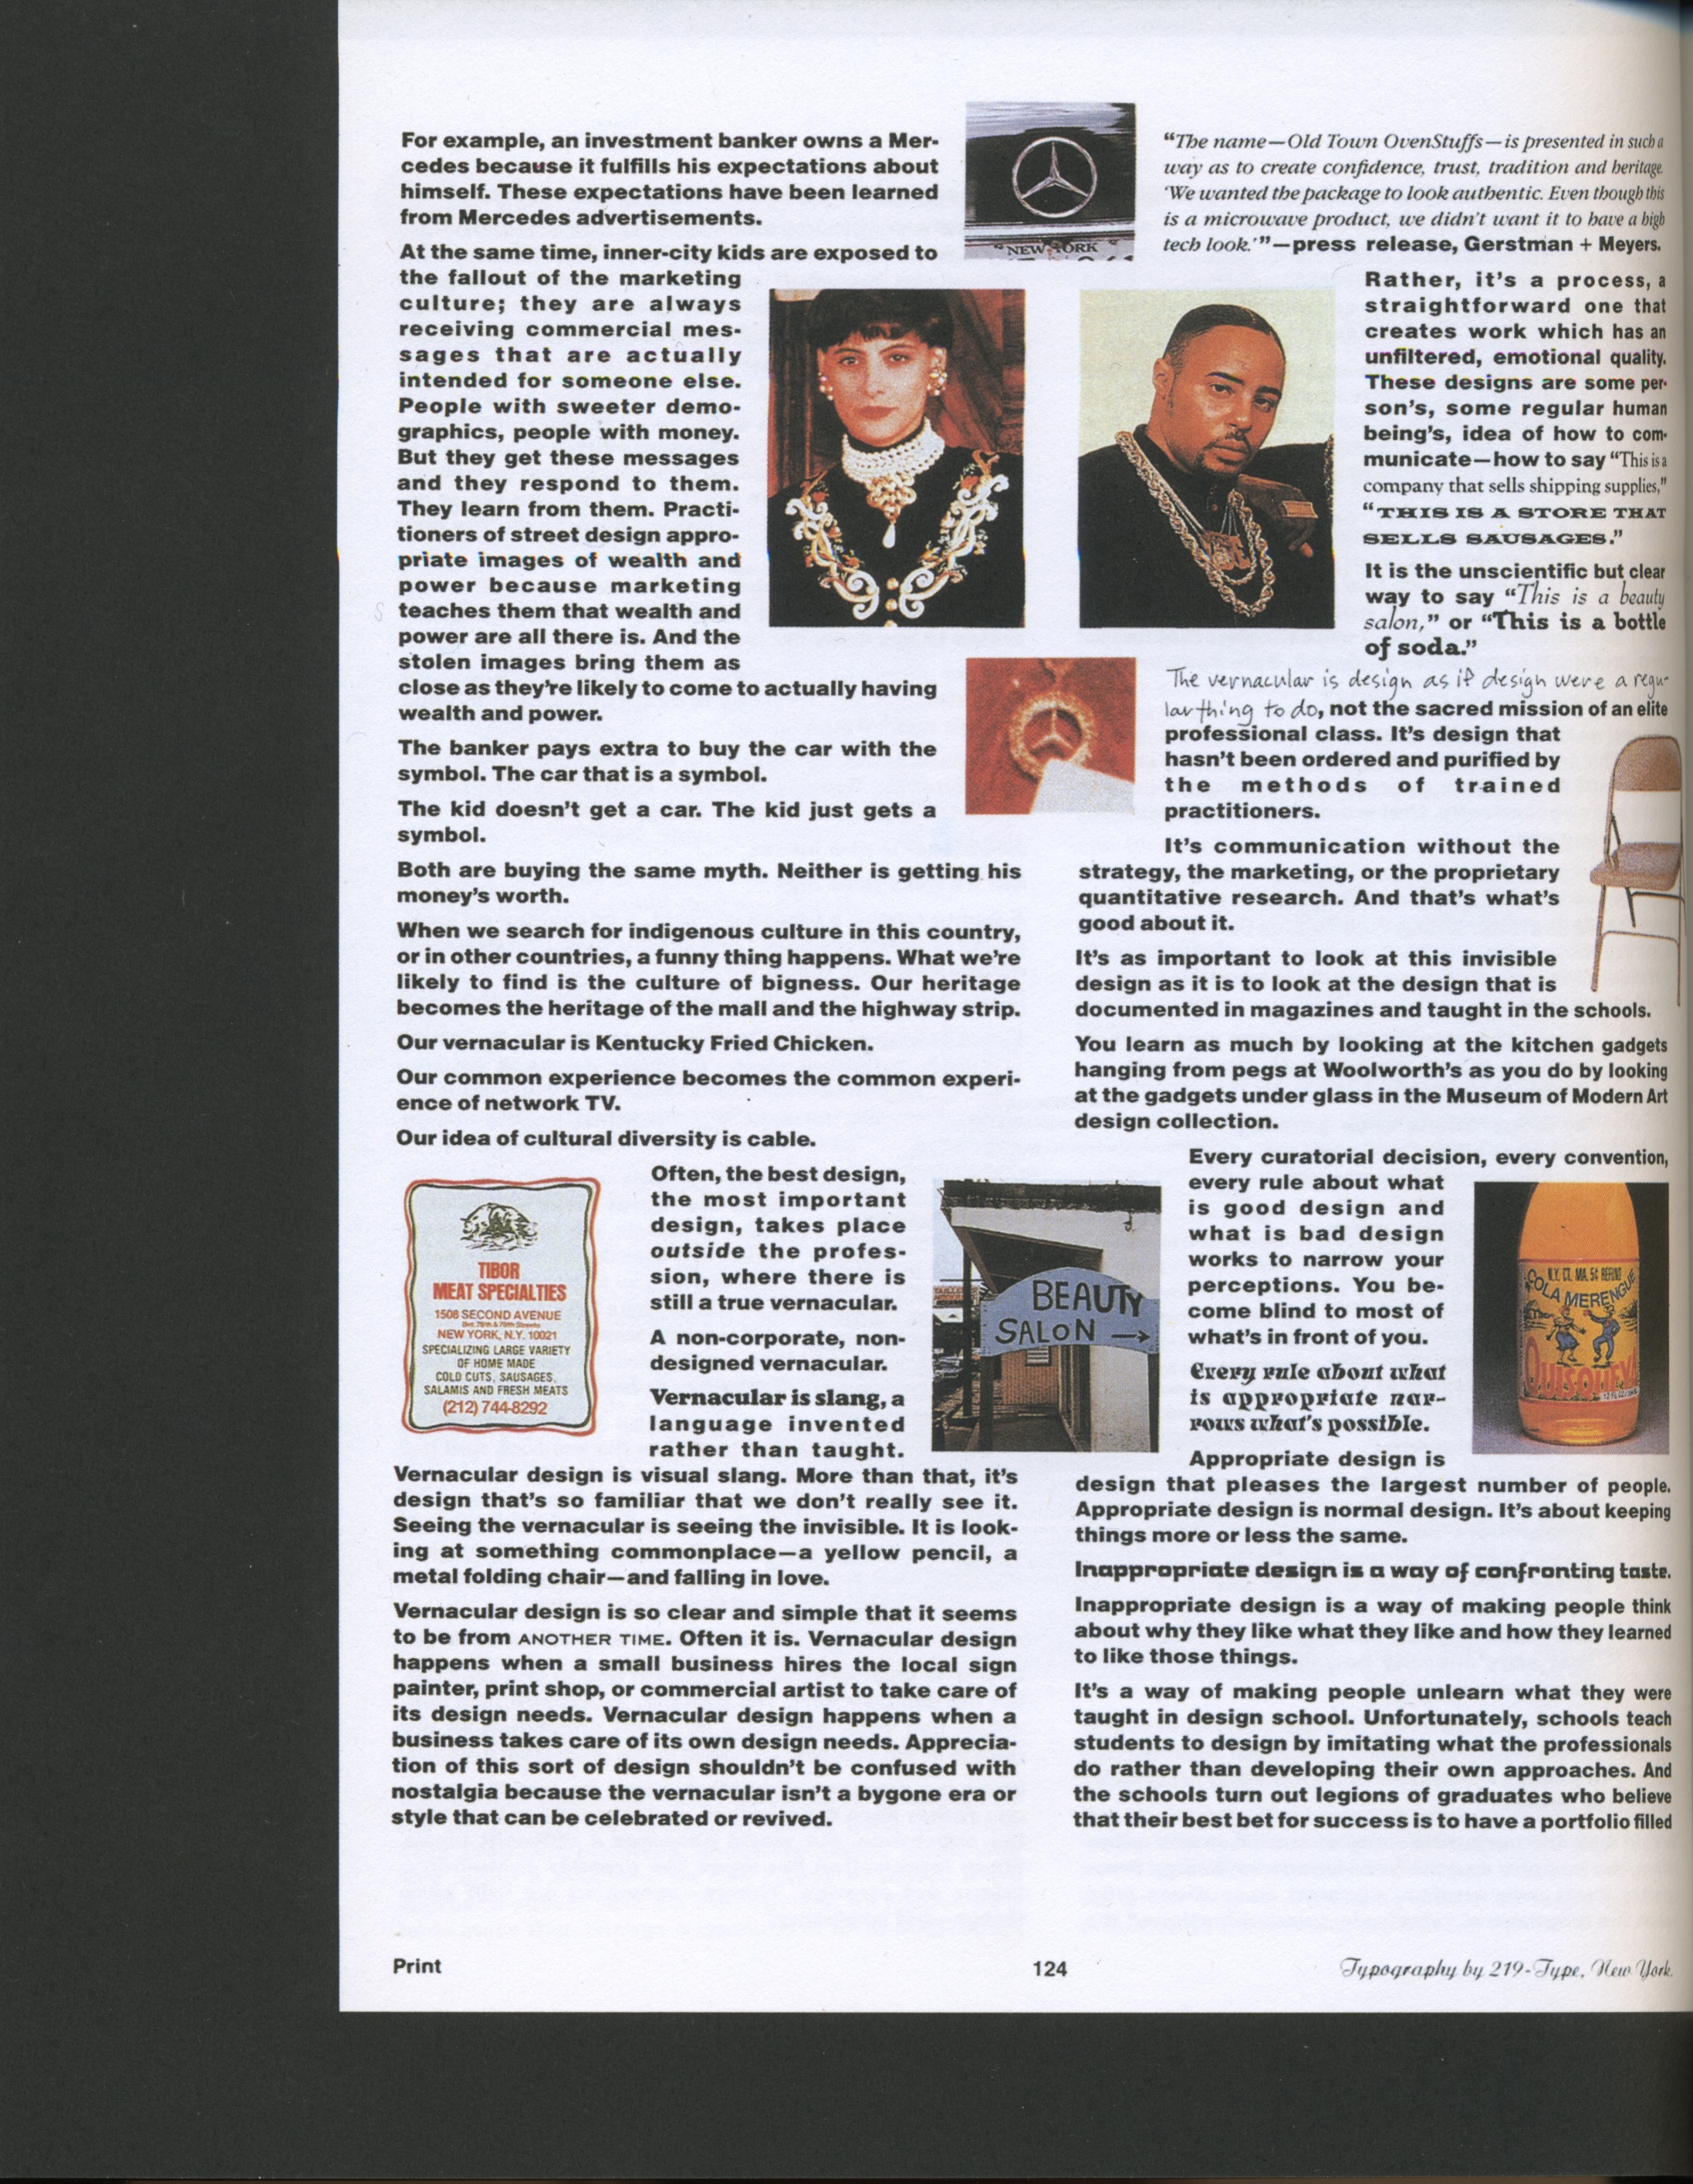 For example, an investment banker owns a Mer-
cedes because it fulfills his expectations about
himself. These expectations have been learned
from Mercedes advertisements.
At the same time, inner-city kids are exposed to
the fallout of the marketing
culture; they are always
receiving commercial mes-
sages that are actually
intended for someone else.
People with sweeter demo-
graphics, people with money.
But they get these messages
and they respond to them.
They learn from them. Practi-
tioners of street design appro-
priate images of wealth and
power because marketing
teaches them that wealth and
power are all there is. And the
stolen images bring them as
close as they're likely to come to actually having
wealth and power.
The banker pays extra to buy the car with the
symbol. The car that is a symbol.
The kid doesn't get a car. The kid just gets a
symbol.
Both are buying the same myth. Neither is getting his
money's worth.
When we search for indigenous culture in this country,
or in other countries, a funny thing happens. What we're
likely to find is the culture of bigness. Our heritage
becomes the heritage of the mall and the highway strip.
Our vernacular is Kentucky Fried Chicken.
Our common experience becomes the common experi-
ence of network TV.
Our idea of cultural diversity is cable.
TIBOR
MEAT SPECIALTIES
1508 SECOND AVENUE
Bet. 78th & 79th Streets
NEW YORK, N.Y. 10021
SPECIALIZING LARGE VARIETY
OF HOME MADE
COLD CUTS, SAUSAGES,
SALAMIS AND FRESH MEATS
(212) 744-8292
Often, the best design,
the most important
design, takes place
outside the profes-
sion, where there is
still a true vernacular.
A non-corporate, non-
designed vernacular.
Vernacular is slang, a
language invented
rather than taught.
Vernacular design is visual slang. More than that, it's
design that's so familiar that we don't really see it.
Seeing the vernacular is seeing the invisible. It is look-
ing at something commonplace—a yellow pencil, a
metal folding chair—and falling in love.
Vernacular design is so clear and simple that it seems
to be from ANOTHER TIME. Often it is. Vernacular design
happens when a small business hires the local sign
painter, print shop, or commercial artist to take care of
its design needs. Vernacular design happens when a
business takes care of its own design needs. Apprecia-
tion of this sort of design shouldn't be confused with
nostalgia because the vernacular isn't a bygone era or
style that can be celebrated or revived.
NEW YORK
"The name—Old Town OvenStuffs—is presented in such a
way as to create confidence, trust, tradition and heritage.
'We wanted the package to look authentic. Even though this
is a microwave product, we didn't want it to have a high
tech look.'"—press release, Gerstman + Meyers.
Rather, it's a process, a
straightforward one that
creates work which has an
unfiltered, emotional quality.
These designs are some per-
son's, some regular human
being's, idea of how to com-
municate—how to say "This is a
company that sells shipping supplies,"
"THIS IS A STORE THAT
SELLS SAUSAGES."
It is the unscientific but clear
way to say "This is a beauty
salon," or "This is a bottle
of soda."
The vernacular is design as if design were a regu-
lar thing to do, not the sacred mission of an elite
professional class. It's design that
hasn't been ordered and purified by
the methods of trained
practitioners.
It's communication without the
strategy, the marketing, or the proprietary
quantitative research. And that's what's
good about it.
It's as important to look at this invisible
design as it is to look at the design that is
documented in magazines and taught in the schools.
You learn as much by looking at the kitchen gadgets
hanging from pegs at Woolworth's as you do by looking
at the gadgets under glass in the Museum of Modern Art
design collection.
BEAUTY
SALON →
Every curatorial decision, every convention,
every rule about what
is good design and
what is bad design
works to narrow your
perceptions. You be-
come blind to most of
what's in front of you.
Every rule about what
is appropriate nar-
rows what's possible.
N.Y. CT. MA. 5¢ REFUND
COLA MERENGUE
QUISQUEYA
Appropriate design is
design that pleases the largest number of people.
Appropriate design is normal design. It's about keeping
things more or less the same.
Inappropriate design is a way of confronting taste.
Inappropriate design is a way of making people think
about why they like what they like and how they learned
to like those things.
It's a way of making people unlearn what they were
taught in design school. Unfortunately, schools teach
students to design by imitating what the professionals
do rather than developing their own approaches. And
the schools turn out legions of graduates who believe
that their best bet for success is to have a portfolio filled
Print
124
Typography by 219-Type, New York.